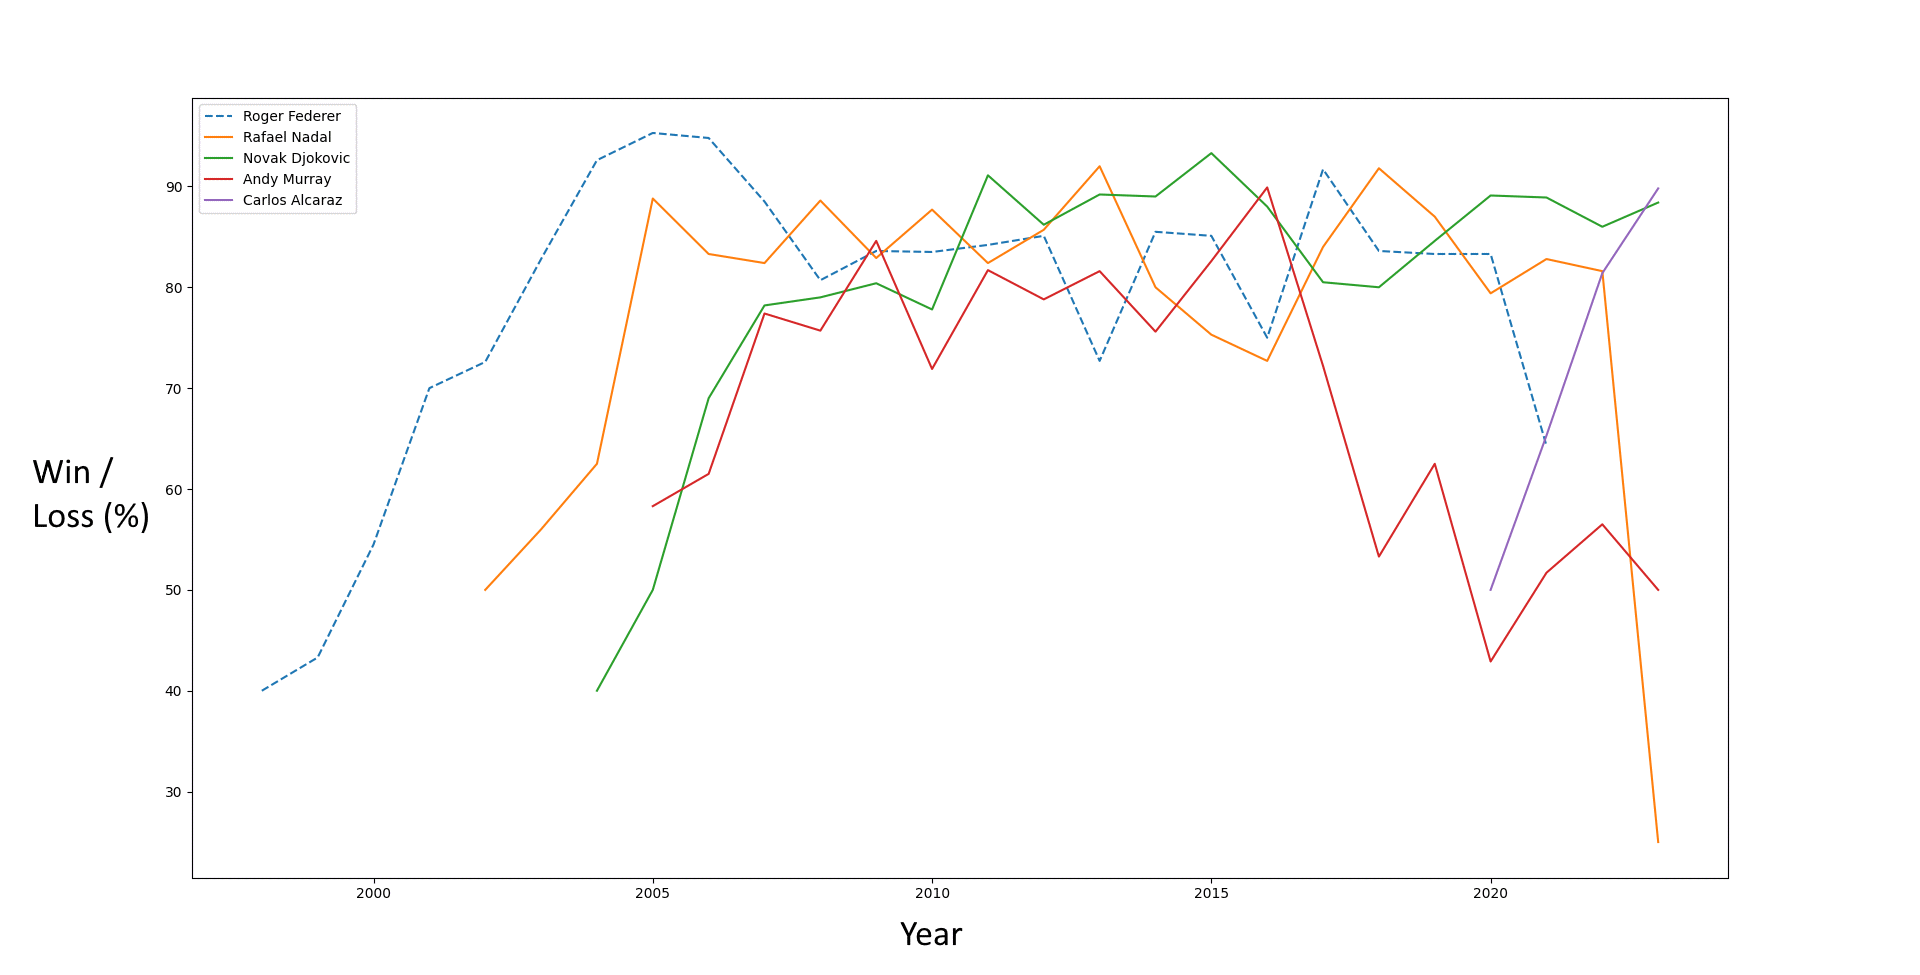 Roger Federer
Rafael Nadal
Novak Djokovic
Andy Murray
Carlos Alcaraz
90
80
70
60
50
40
30
Win /
Loss (%)
2000 2005 2010 2015 2020
Year